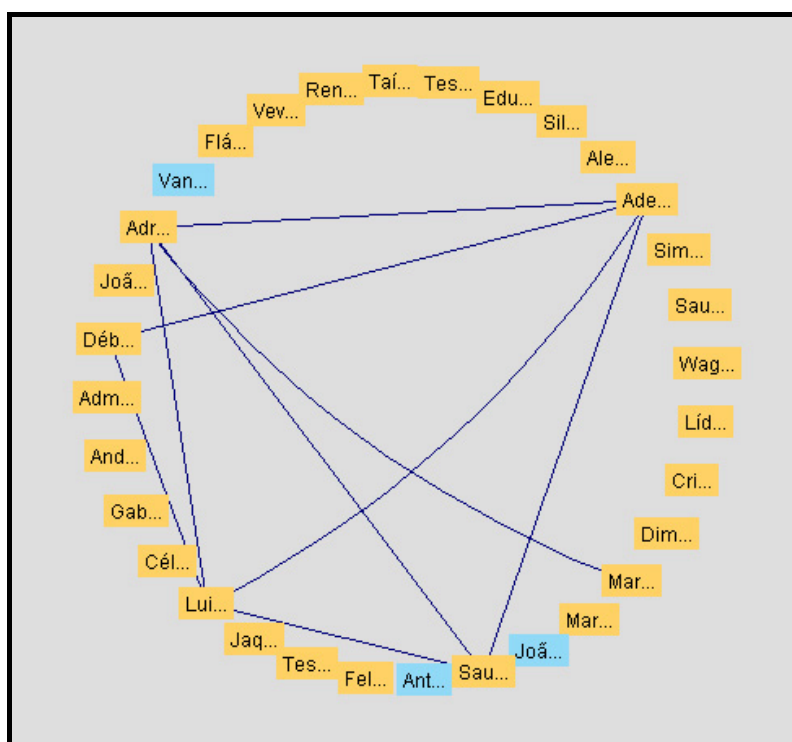 Taí...
Tes...
Ren...
Edu...
Vev...
Sil...
Flá...
Ale...
Van...
Ade...
Adr...
Sim...
Joã...
Sau...
Déb...
Wag...
Adm...
Líd...
And...
Cri...
Gab...
Dim...
Cél...
Mar...
Lui...
Mar...
Jaq...
Joã...
Tes...
Sau...
Fel...
Ant...